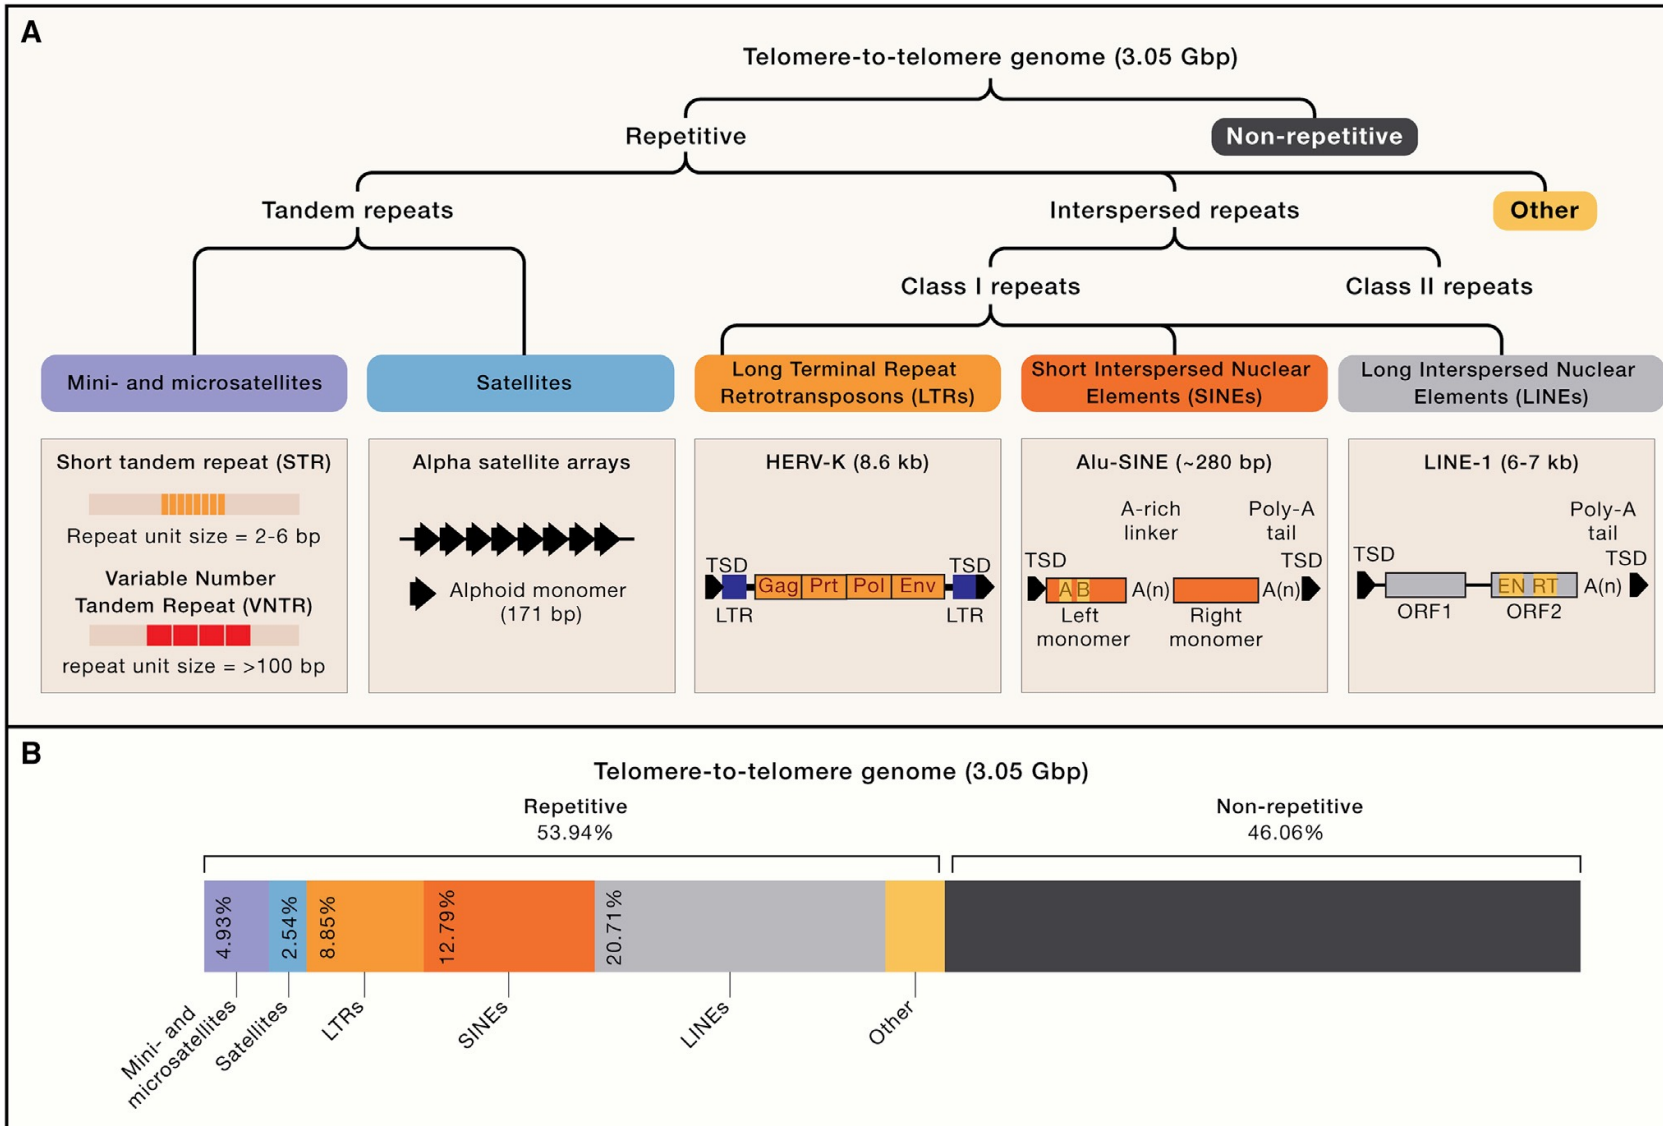 A
Telomere-to-telomere genome (3.05 Gbp)
Repetitive
Non-repetitive
Tandem repeats
Interspersed repeats
Other
Class I repeats
Class II repeats
Mini- and microsatellites
Satellites
Long Terminal Repeat
Retrotransposons (LTRs)
Short Interspersed Nuclear
Elements (SINEs)
Long Interspersed Nuclear
Elements (LINEs)
Short tandem repeat (STR)
Repeat unit size = 2-6 bp
Variable Number
Tandem Repeat (VNTR)
repeat unit size = >100 bp
Alpha satellite arrays
Alphoid monomer
(171 bp)
HERV-K (8.6 kb)
TSD
TSD
Gag Prt Pol Env
LTR
LTR
Alu-SINE (~280 bp)
A-rich
linker
Poly-A
tail
TSD
TSD
A B
A(n)
A(n)
Left
monomer
Right
monomer
LINE-1 (6-7 kb)
Poly-A
tail
TSD
TSD
EN RT
A(n)
ORF1
ORF2
B
Telomere-to-telomere genome (3.05 Gbp)
Repetitive
53.94%
Non-repetitive
46.06%
4.93%
2.54%
8.85%
12.79%
20.71%
Mini- and
microsatellites
Satellites
LTRs
SINEs
LINEs
Other